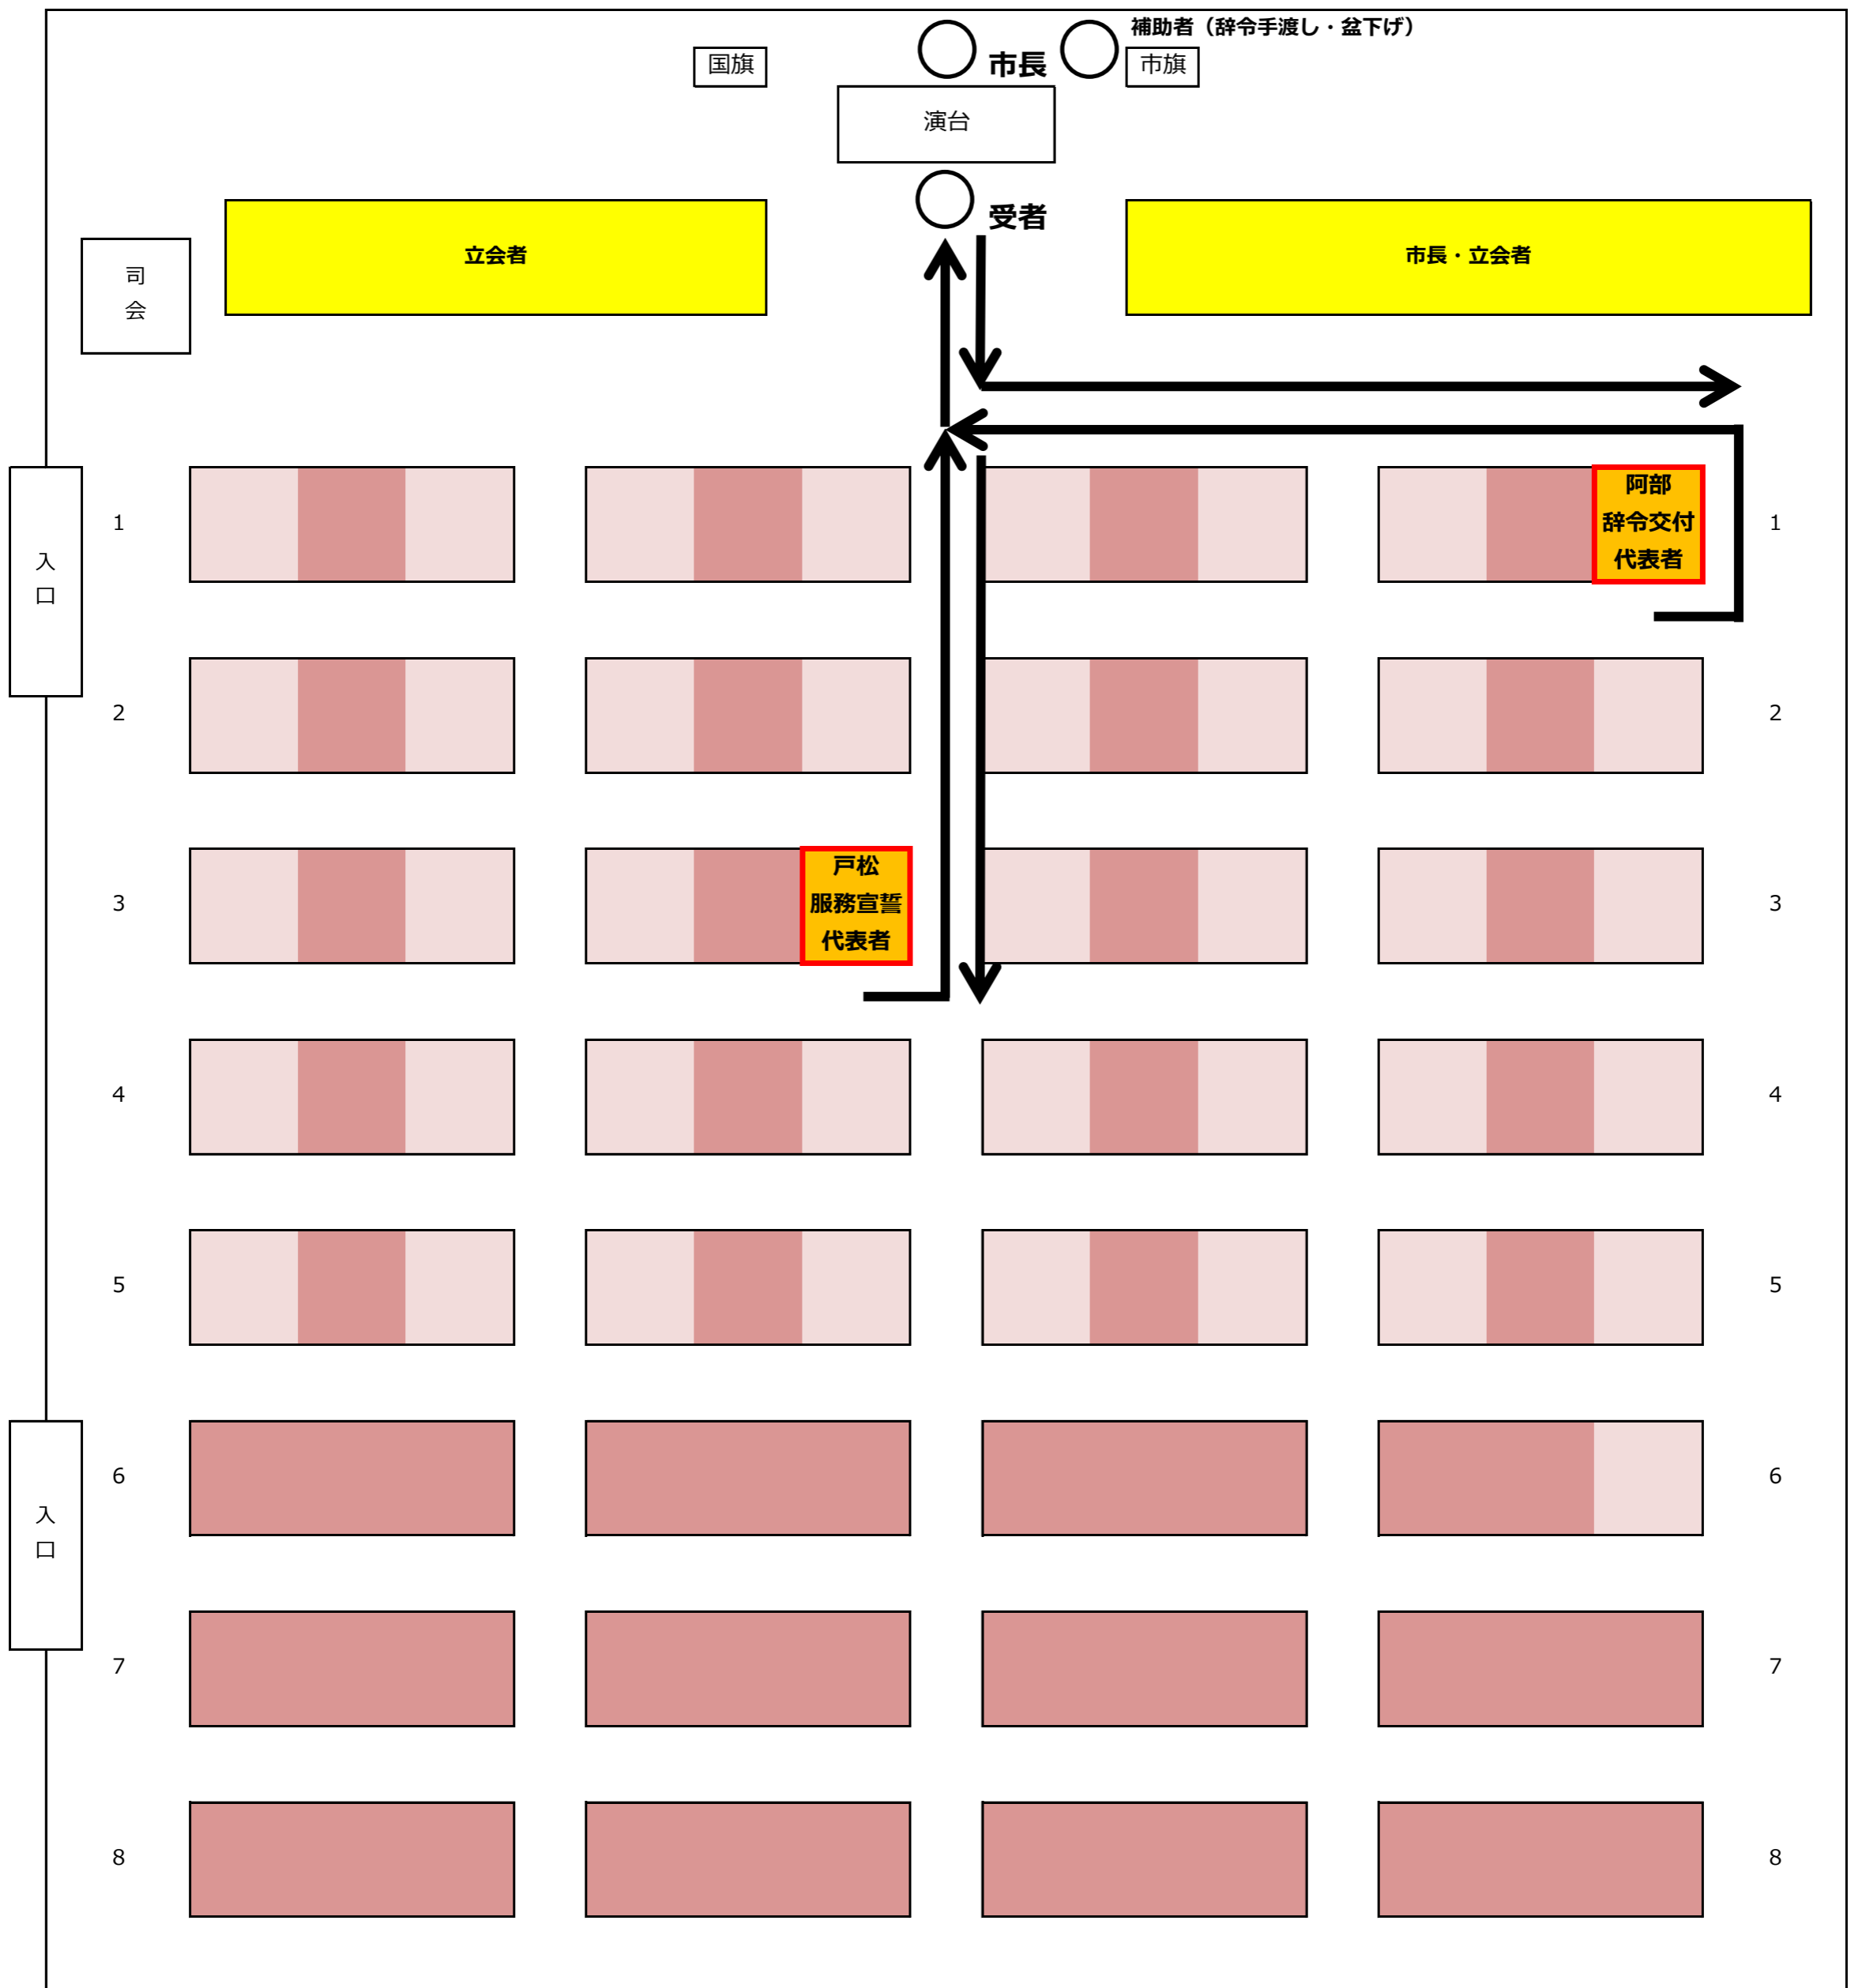 補助者（辞令手渡し・盆下げ）
国旗
市長
市旗
演台
受者
立会者
市長・立会者
司
会
入
口
1
阿部
辞令交付
代表者
1
2
2
3
戸松
服務宣誓
代表者
3
4
4
5
5
入
口
6
6
7
7
8
8